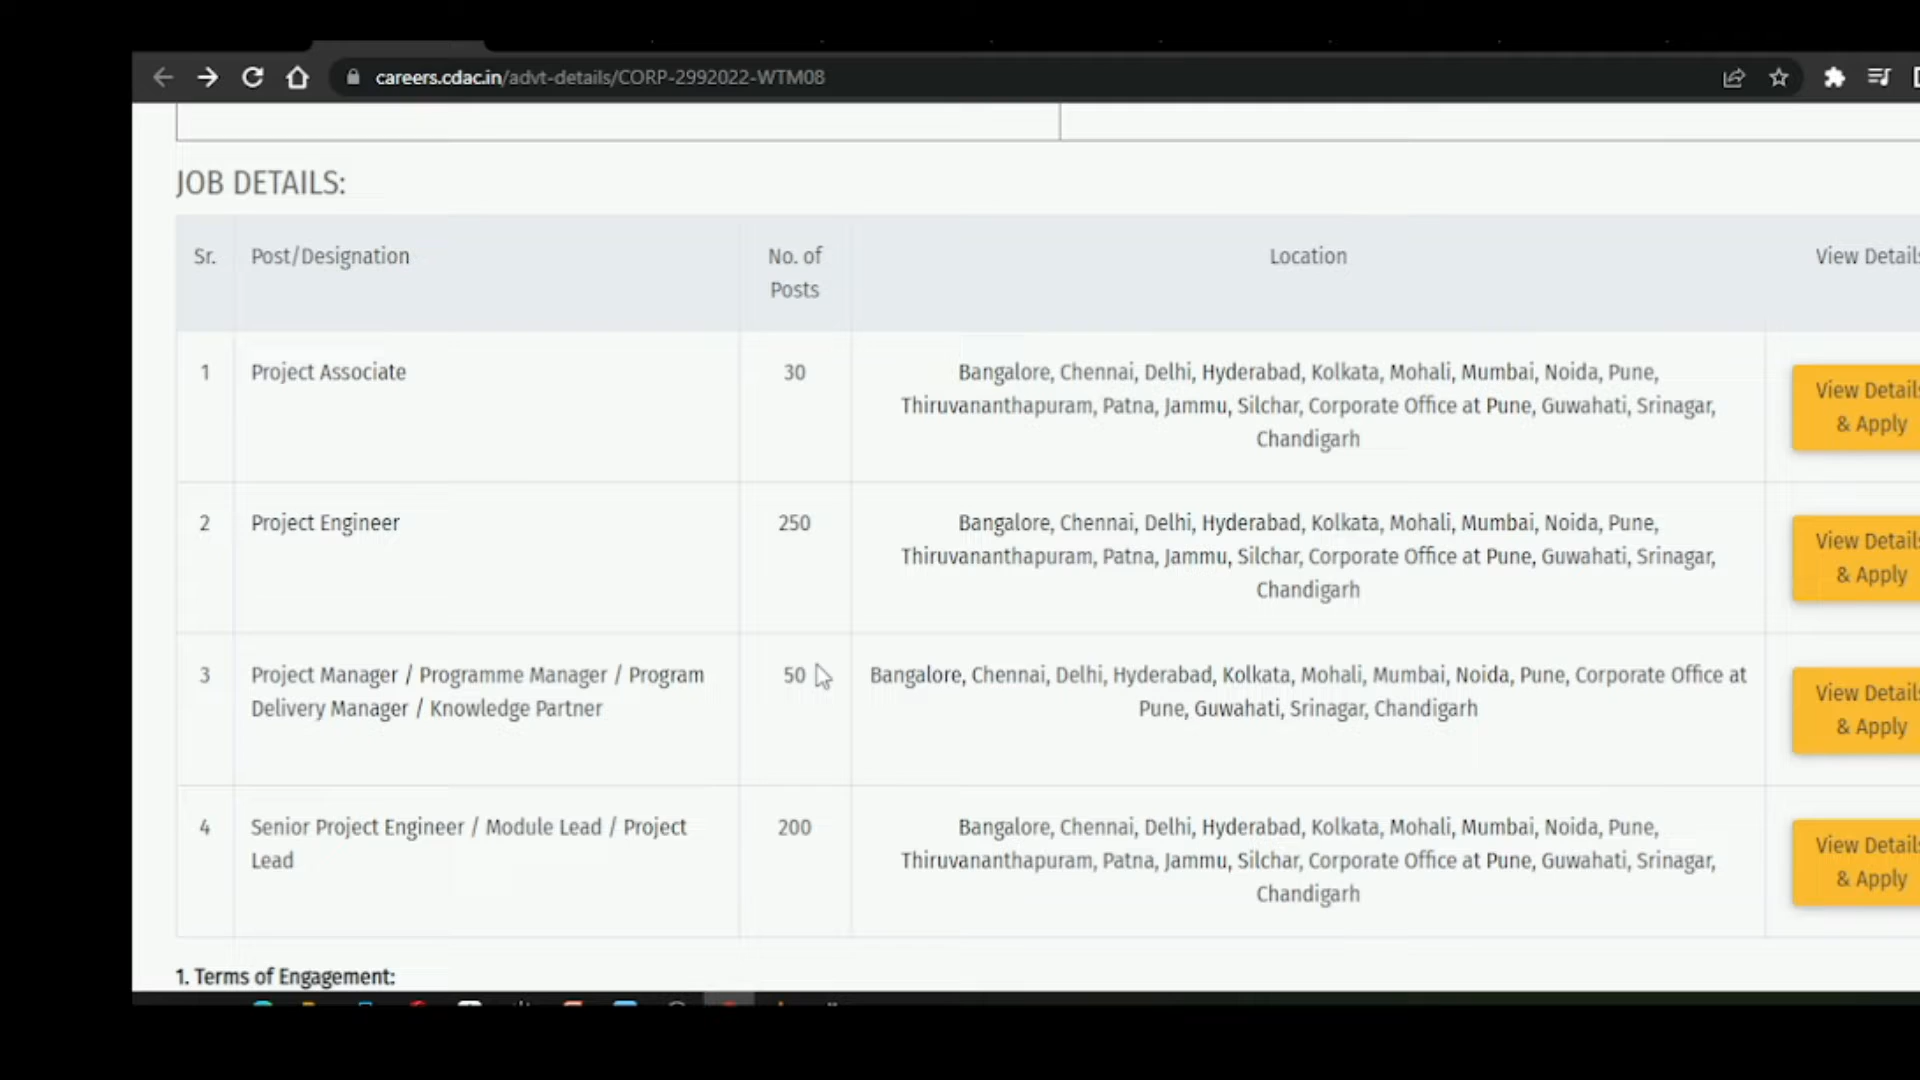 careers.cdac.in/advt-details/CORP-2992022-WTM08
JOB DETAILS:
Sr. Post/Designation No. of Posts Location View Details
1 Project Associate 30 Bangalore, Chennai, Delhi, Hyderabad, Kolkata, Mohali, Mumbai, Noida, Pune,
Thiruvananthapuram, Patna, Jammu, Silchar, Corporate Office at Pune, Guwahati, Srinagar,
Chandigarh
View Details
& Apply
2 Project Engineer 250 Bangalore, Chennai, Delhi, Hyderabad, Kolkata, Mohali, Mumbai, Noida, Pune,
Thiruvananthapuram, Patna, Jammu, Silchar, Corporate Office at Pune, Guwahati, Srinagar,
Chandigarh
View Details
& Apply
3 Project Manager / Programme Manager / Program
Delivery Manager / Knowledge Partner
50 Bangalore, Chennai, Delhi, Hyderabad, Kolkata, Mohali, Mumbai, Noida, Pune, Corporate Office at
Pune, Guwahati, Srinagar, Chandigarh
View Details
& Apply
4 Senior Project Engineer / Module Lead / Project
Lead
200 Bangalore, Chennai, Delhi, Hyderabad, Kolkata, Mohali, Mumbai, Noida, Pune,
Thiruvananthapuram, Patna, Jammu, Silchar, Corporate Office at Pune, Guwahati, Srinagar,
Chandigarh
View Details
& Apply
1. Terms of Engagement: